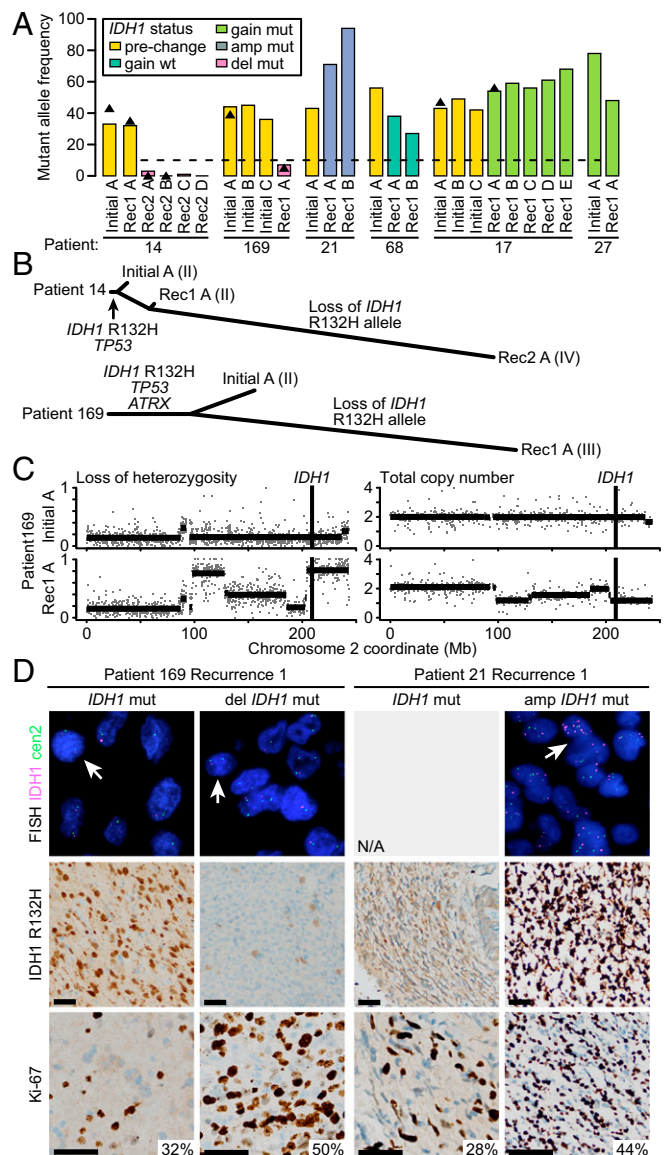 A
Mutant allele frequency
100
80
60
40
20
0
IDH1 status
pre-change
gain wt
gain mut
amp mut
del mut
Initial A
Rec1 A
Rec2 A
Rec2 B
Rec2 C
Rec2 D
Initial A
Initial B
Initial C
Rec1 A
Initial A
Rec1 A
Rec1 B
Initial A
Rec1 A
Rec1 B
Initial A
Initial B
Initial C
Rec1 A
Rec1 B
Rec1 C
Rec1 D
Rec1 E
Initial A
Rec1 A
Patient: 14 169 21 68 17 27
B
Patient 14
Initial A (II)
Rec1 A (II)
IDH1 R132H
TP53
Loss of IDH1
R132H allele
Rec2 A (IV)
IDH1 R132H
TP53
ATRX
Patient 169
Initial A (II)
Loss of IDH1
R132H allele
Rec1 A (III)
C
Loss of heterozygosity
IDH1
Total copy number
IDH1
Patient169
Initial A
Rec1 A
1
0
1
0
4
2
0
4
2
0
0 100 200
0 100 200
Chromosome 2 coordinate (Mb)
D
Patient 169 Recurrence 1
Patient 21 Recurrence 1
IDH1 mut
del IDH1 mut
IDH1 mut
amp IDH1 mut
FISH IDH1 cen2
N/A
IDH1 R132H
Ki-67
32%
50%
28%
44%